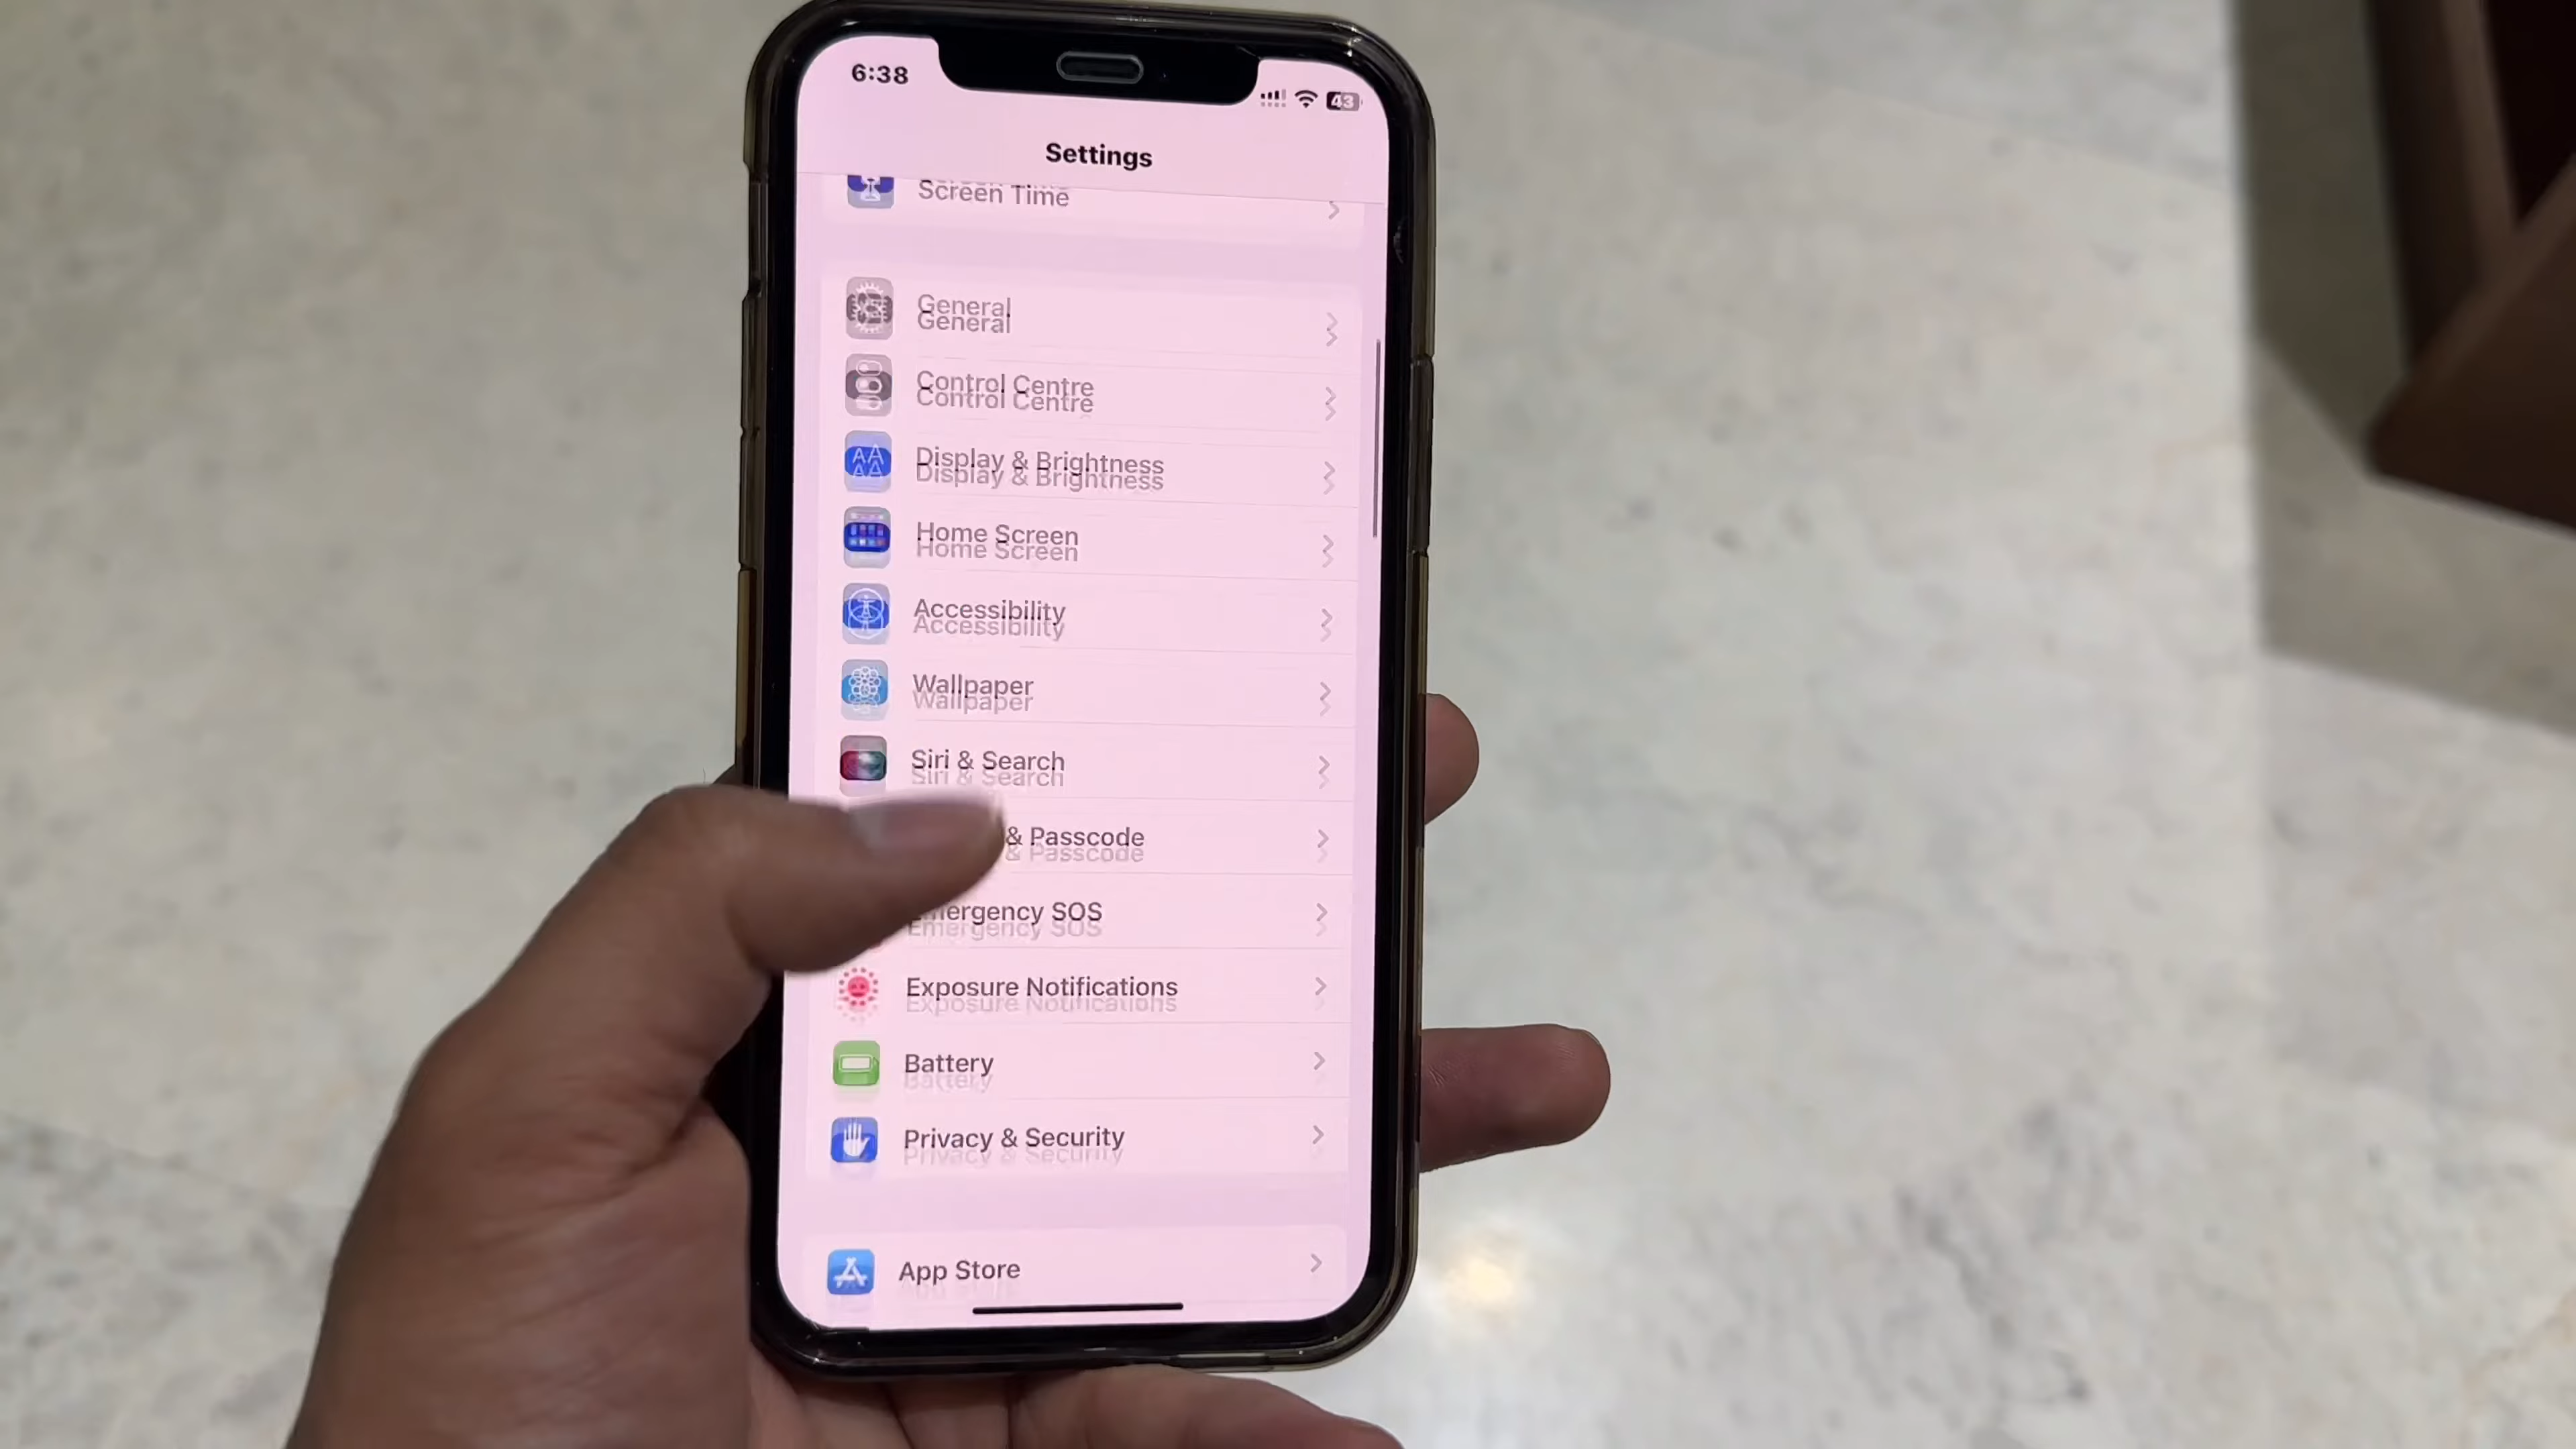 6:38
43
Settings
Screen Time
General
Control Centre
Display & Brightness
Home Screen
Accessibility
Wallpaper
Siri & Search
& Passcode
Emergency SOS
Exposure Notifications
Battery
Privacy & Security
App Store